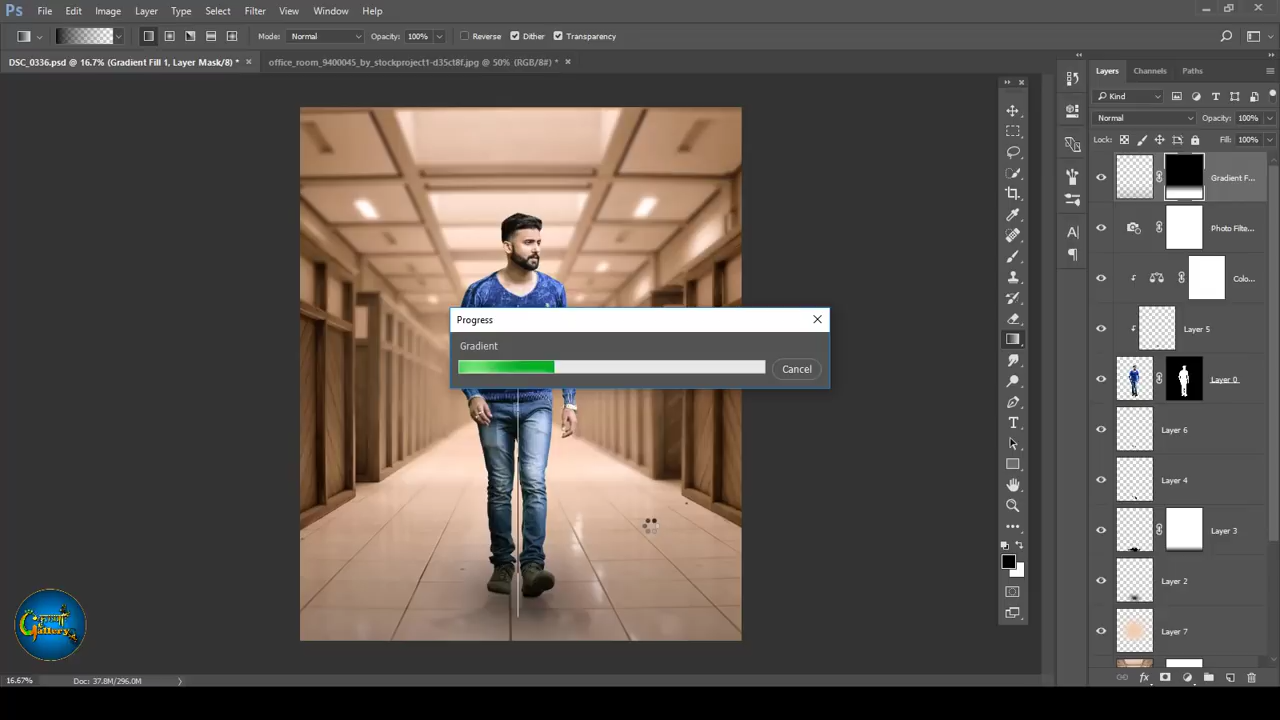 Ps File Edit Image Layer Type Select Filter View Window Help
Mode: Normal Opacity: 100% Reverse Dither Transparency
DSC_0336.psd @ 16.7% (Gradient Fill 1, Layer Mask/8) * office_room_9400045_by_stockproject1-d35ct8f.jpg @ 50% (RGB/8#) *
Layers Channels Paths
Kind
Normal Opacity: 100%
Lock: Fill: 100%
Gradient F...
Photo Filte...
Colo...
Layer 5
Layer 0
Layer 6
Layer 4
Layer 3
Layer 2
Layer 7
Progress
Gradient
Cancel
Gallery
16.67% Doc: 37.8M/296.0M